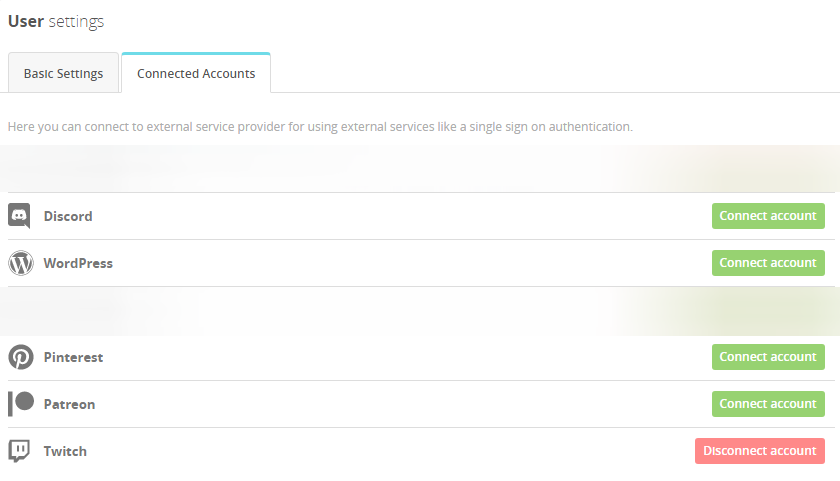 User settings
Basic Settings
Connected Accounts
Here you can connect to external service provider for using external services like a single sign on authentication.
Discord
Connect account
WordPress
Connect account
Pinterest
Connect account
Patreon
Connect account
Twitch
Disconnect account